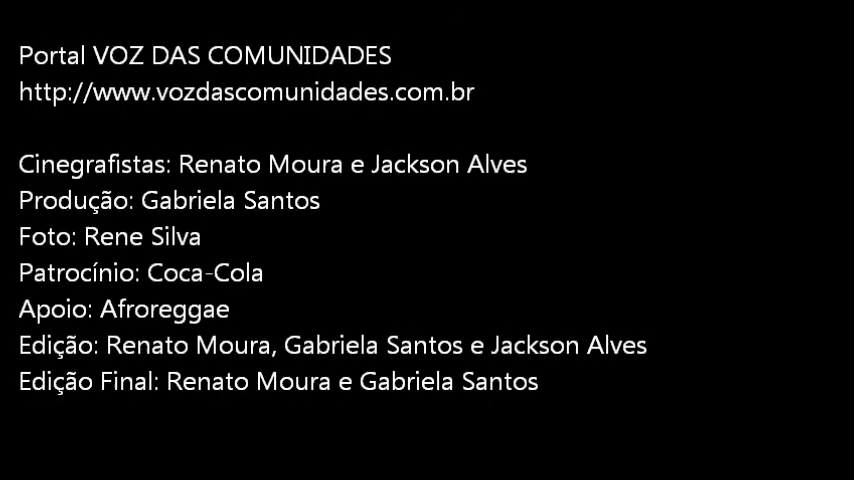 Portal VOZ DAS COMUNIDADES
http://www.vozdascomunidades.com.br
Cinegrafistas: Renato Moura e Jackson Alves
Produção: Gabriela Santos
Foto: Rene Silva
Patrocínio: Coca-Cola
Apoio: Afroreggae
Edição: Renato Moura, Gabriela Santos e Jackson Alves
Edição Final: Renato Moura e Gabriela Santos